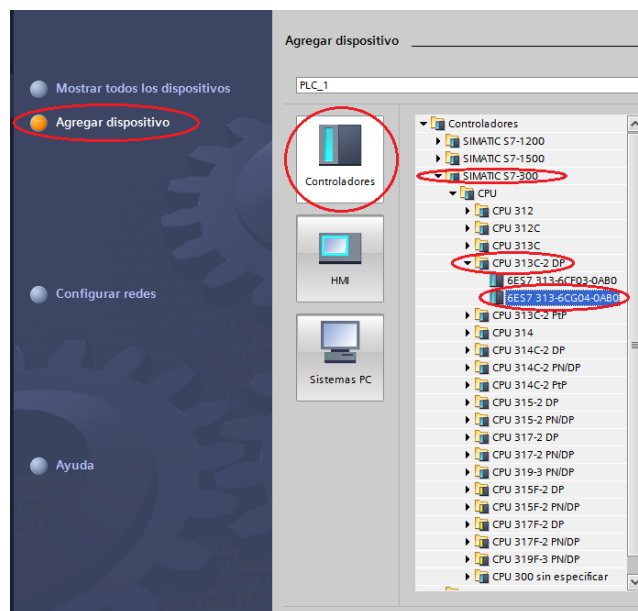 Agregar dispositivo
Mostrar todos los dispositivos
Agregar dispositivo
Configurar redes
Ayuda
PLC_1
Controladores
HMI
Sistemas PC
Controladores
SIMATIC S7-1200
SIMATIC S7-1500
SIMATIC S7-300
CPU
CPU 312
CPU 312C
CPU 313C
CPU 313C-2 DP
6ES7 313-6CF03-0AB0
6ES7 313-6CG04-0AB0
CPU 313C-2 PtP
CPU 314
CPU 314C-2 DP
CPU 314C-2 PN/DP
CPU 314C-2 PtP
CPU 315-2 DP
CPU 315-2 PN/DP
CPU 317-2 DP
CPU 317-2 PN/DP
CPU 319-3 PN/DP
CPU 315F-2 DP
CPU 315F-2 PN/DP
CPU 317F-2 DP
CPU 317F-2 PN/DP
CPU 319F-3 PN/DP
CPU 300 sin especificar